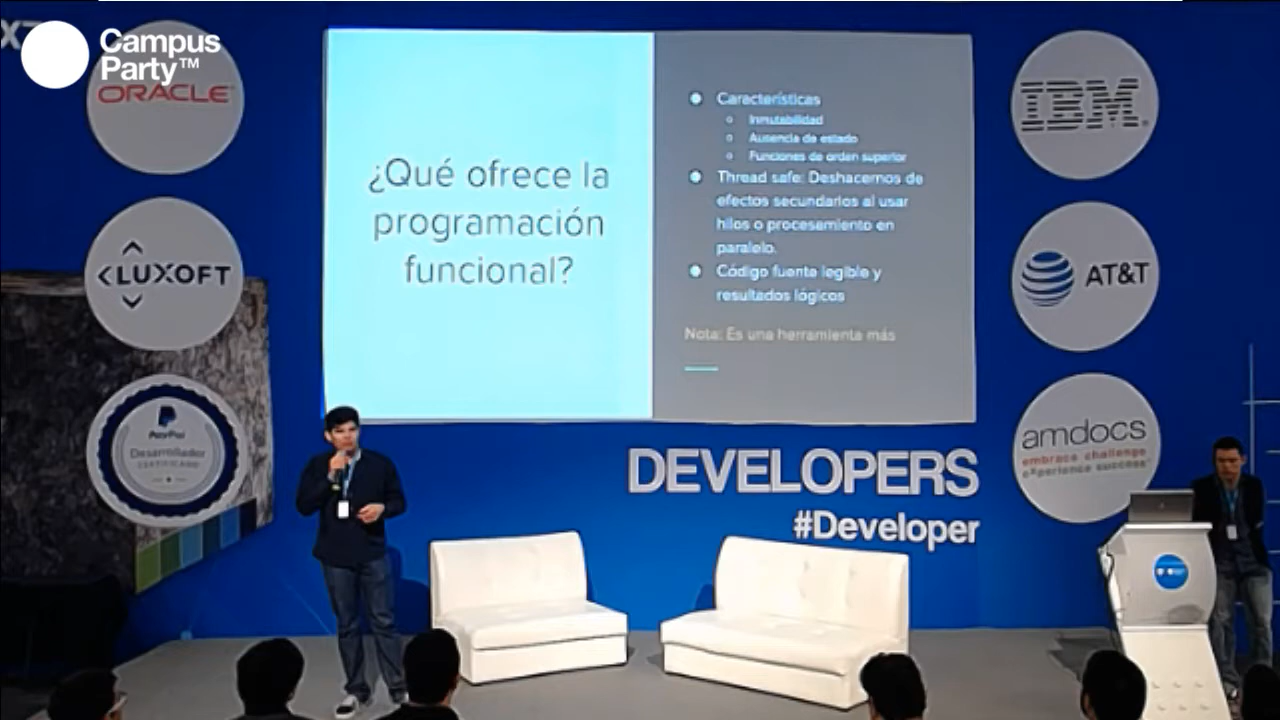 Campus
Party™
ORACLE
LUXOFT
PayPal
Desarrollador
CERTIFICADO
¿Qué ofrece la
programación
funcional?
Características
Inmutabilidad
Ausencia de estado
Funciones de orden superior
Thread safe: Deshacernos de
efectos secundarios al usar
hilos o procesamiento en
paralelo.
Código fuente legible y
resultados lógicos
Nota: Es una herramienta más
IBM
AT&T
amdocs
embrace challenge
experience success
DEVELOPERS
#Developer